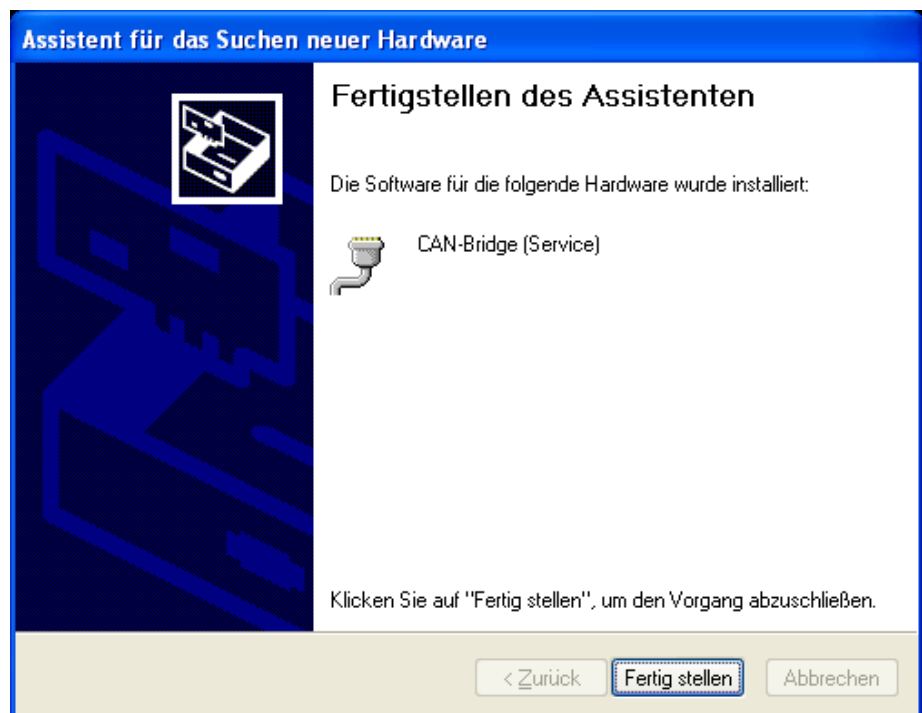 Assistent für das Suchen neuer Hardware
Fertigstellen des Assistenten
Die Software für die folgende Hardware wurde installiert:
CAN-Bridge (Service)
Klicken Sie auf "Fertig stellen", um den Vorgang abzuschließen.
< Zurück Fertig stellen Abbrechen